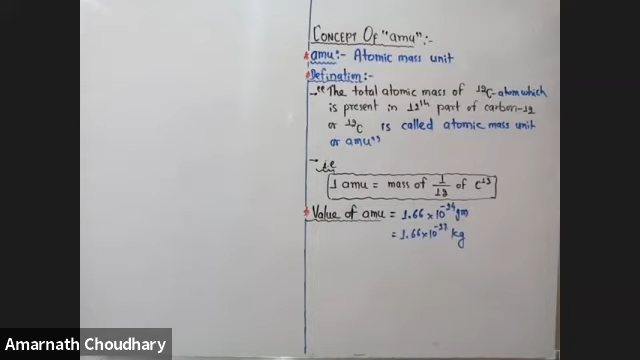 CONCEPT OF "amu":-
* amu:- Atomic mass unit
* Defination:-
→ "The total atomic mass of ¹²C-atom which
is present in 12th part of carbon-12
or ¹²C is called atomic mass unit
or amu"
→ i.e
1 amu = mass of 1/12 of C¹²
* Value of amu = 1.66×10⁻²⁴ gm
= 1.66×10⁻²⁷ kg
Amarnath Choudhary